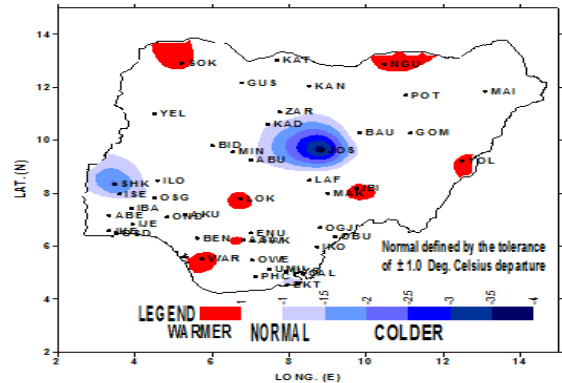 14
12
10
8
6
4
2
LAT. (N)
SOK
KAT
NGU
GUS
KAN
MAI
POT
YEL
ZAR
KAD
BAU
GOM
BID
MIN
JOS
ABU
YOL
SHK
ILO
LAF
ISE
OSG
LOK
MAK
IBI
IBA
ABE
OND
AKU
IJE
BEN
ENU
OGJ
OBU
IKO
WAR
OWE
UMU
PHC
CAL
EKT
Normal defined by the tolerance
of ±1.0 Deg. Celsius departure
1 -1 -1.5 -2 -2.5 -3 -3.5 -4
LEGEND
WARMER NORMAL COLDER
2 4 6 8 10 12 14
LONG. (E)